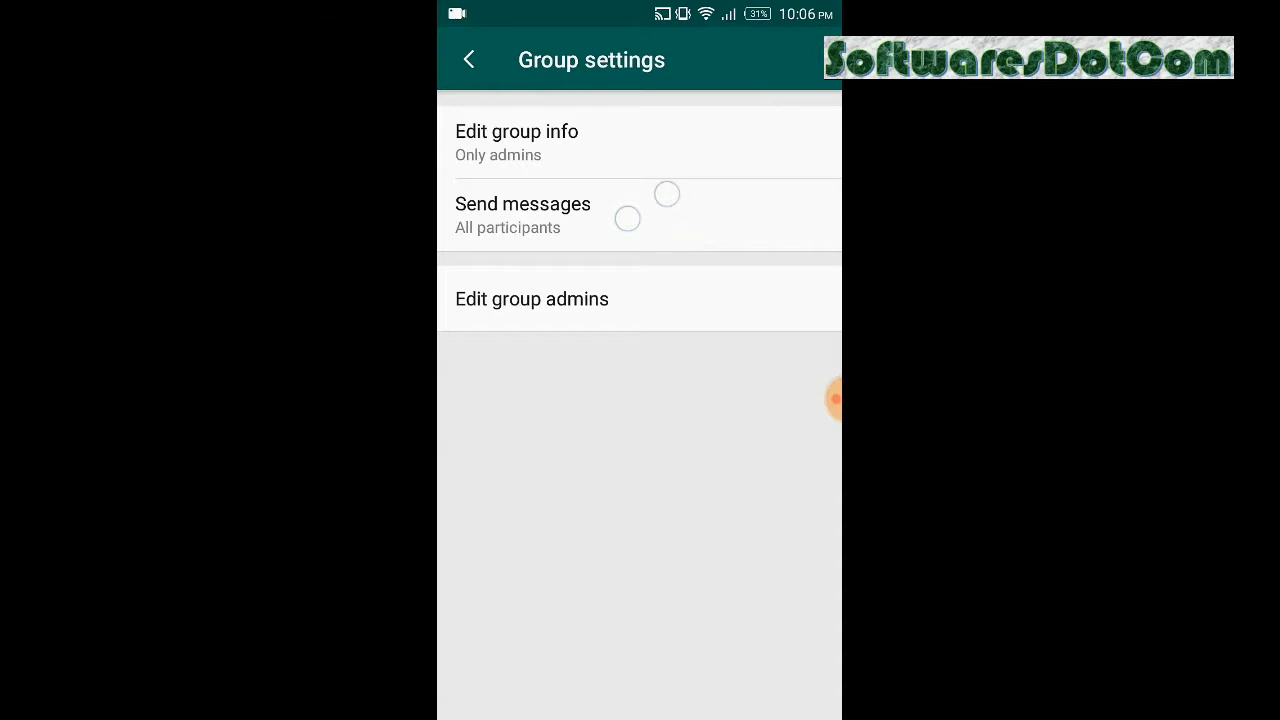 31%
10:06 PM
Group settings
SoftwaresDotCom
Edit group info
Only admins
Send messages
All participants
Edit group admins